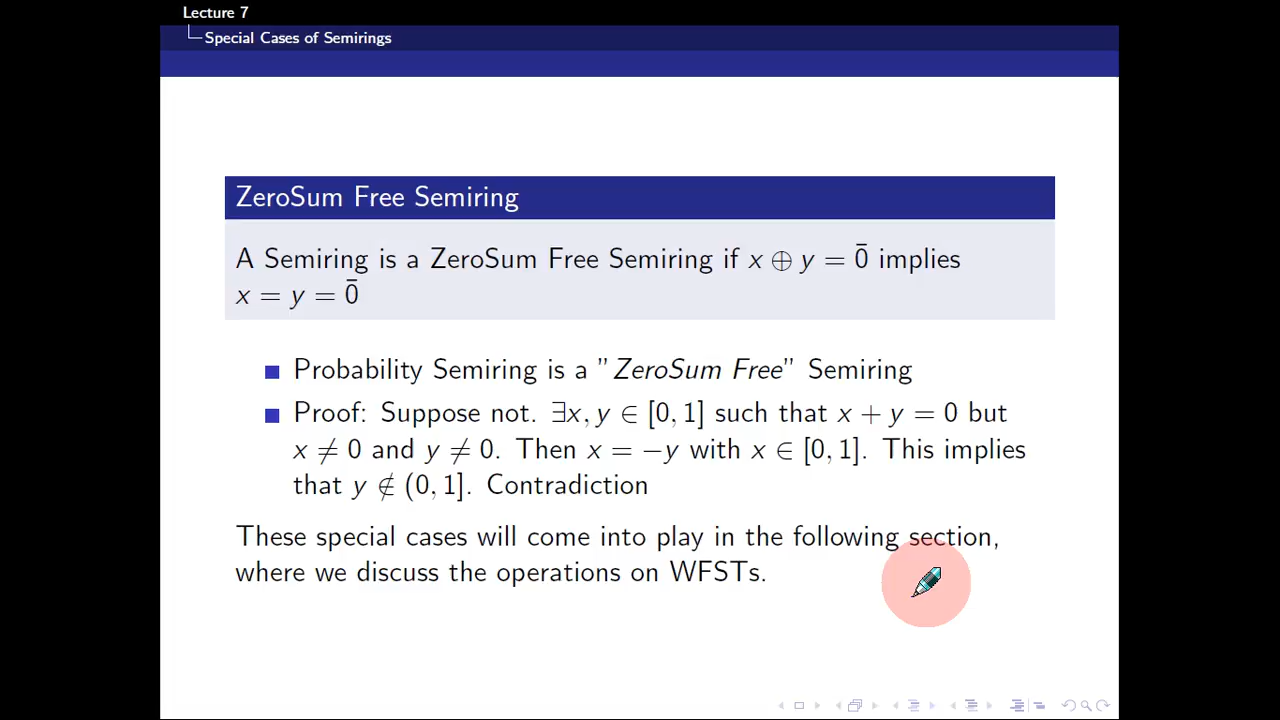 Lecture 7
Special Cases of Semirings
ZeroSum Free Semiring
A Semiring is a ZeroSum Free Semiring if x ⊕ y = 0̄ implies
x = y = 0̄
Probability Semiring is a ”ZeroSum Free” Semiring
Proof: Suppose not. ∃x, y ∈ [0, 1] such that x + y = 0 but
x ≠ 0 and y ≠ 0. Then x = −y with x ∈ [0, 1]. This implies
that y ∉ (0, 1]. Contradiction
These special cases will come into play in the following section,
where we discuss the operations on WFSTs.